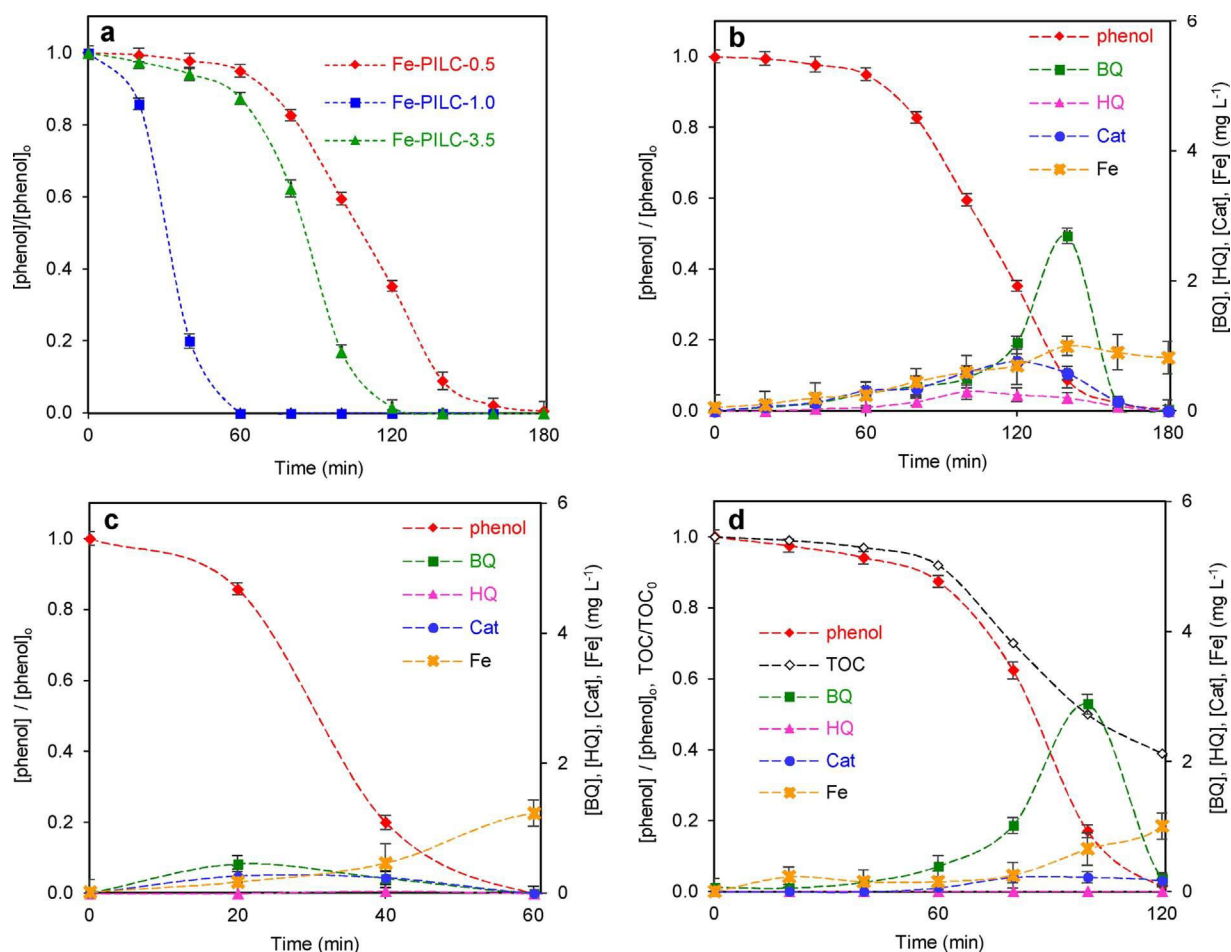 a
1.0
0.8
0.6
0.4
0.2
0.0
[phenol]/[phenol]o
Fe-PILC-0.5
Fe-PILC-1.0
Fe-PILC-3.5
0 60 120 180
Time (min)
b
1.0
0.8
0.6
0.4
0.2
0.0
[phenol] / [phenol]o
phenol
BQ
HQ
Cat
Fe
6
4
2
0
[BQ], [HQ], [Cat], [Fe] (mg L-1)
0 60 120 180
Time (min)
c
1.0
0.8
0.6
0.4
0.2
0.0
[phenol] / [phenol]o
phenol
BQ
HQ
Cat
Fe
6
4
2
0
[BQ], [HQ], [Cat], [Fe] (mg L-1)
0 20 40 60
Time (min)
d
1.0
0.8
0.6
0.4
0.2
0.0
[phenol] / [phenol]o, TOC/TOC0
phenol
TOC
BQ
HQ
Cat
Fe
6
4
2
0
[BQ], [HQ], [Cat], [Fe] (mg L-1)
0 60 120
Time (min)